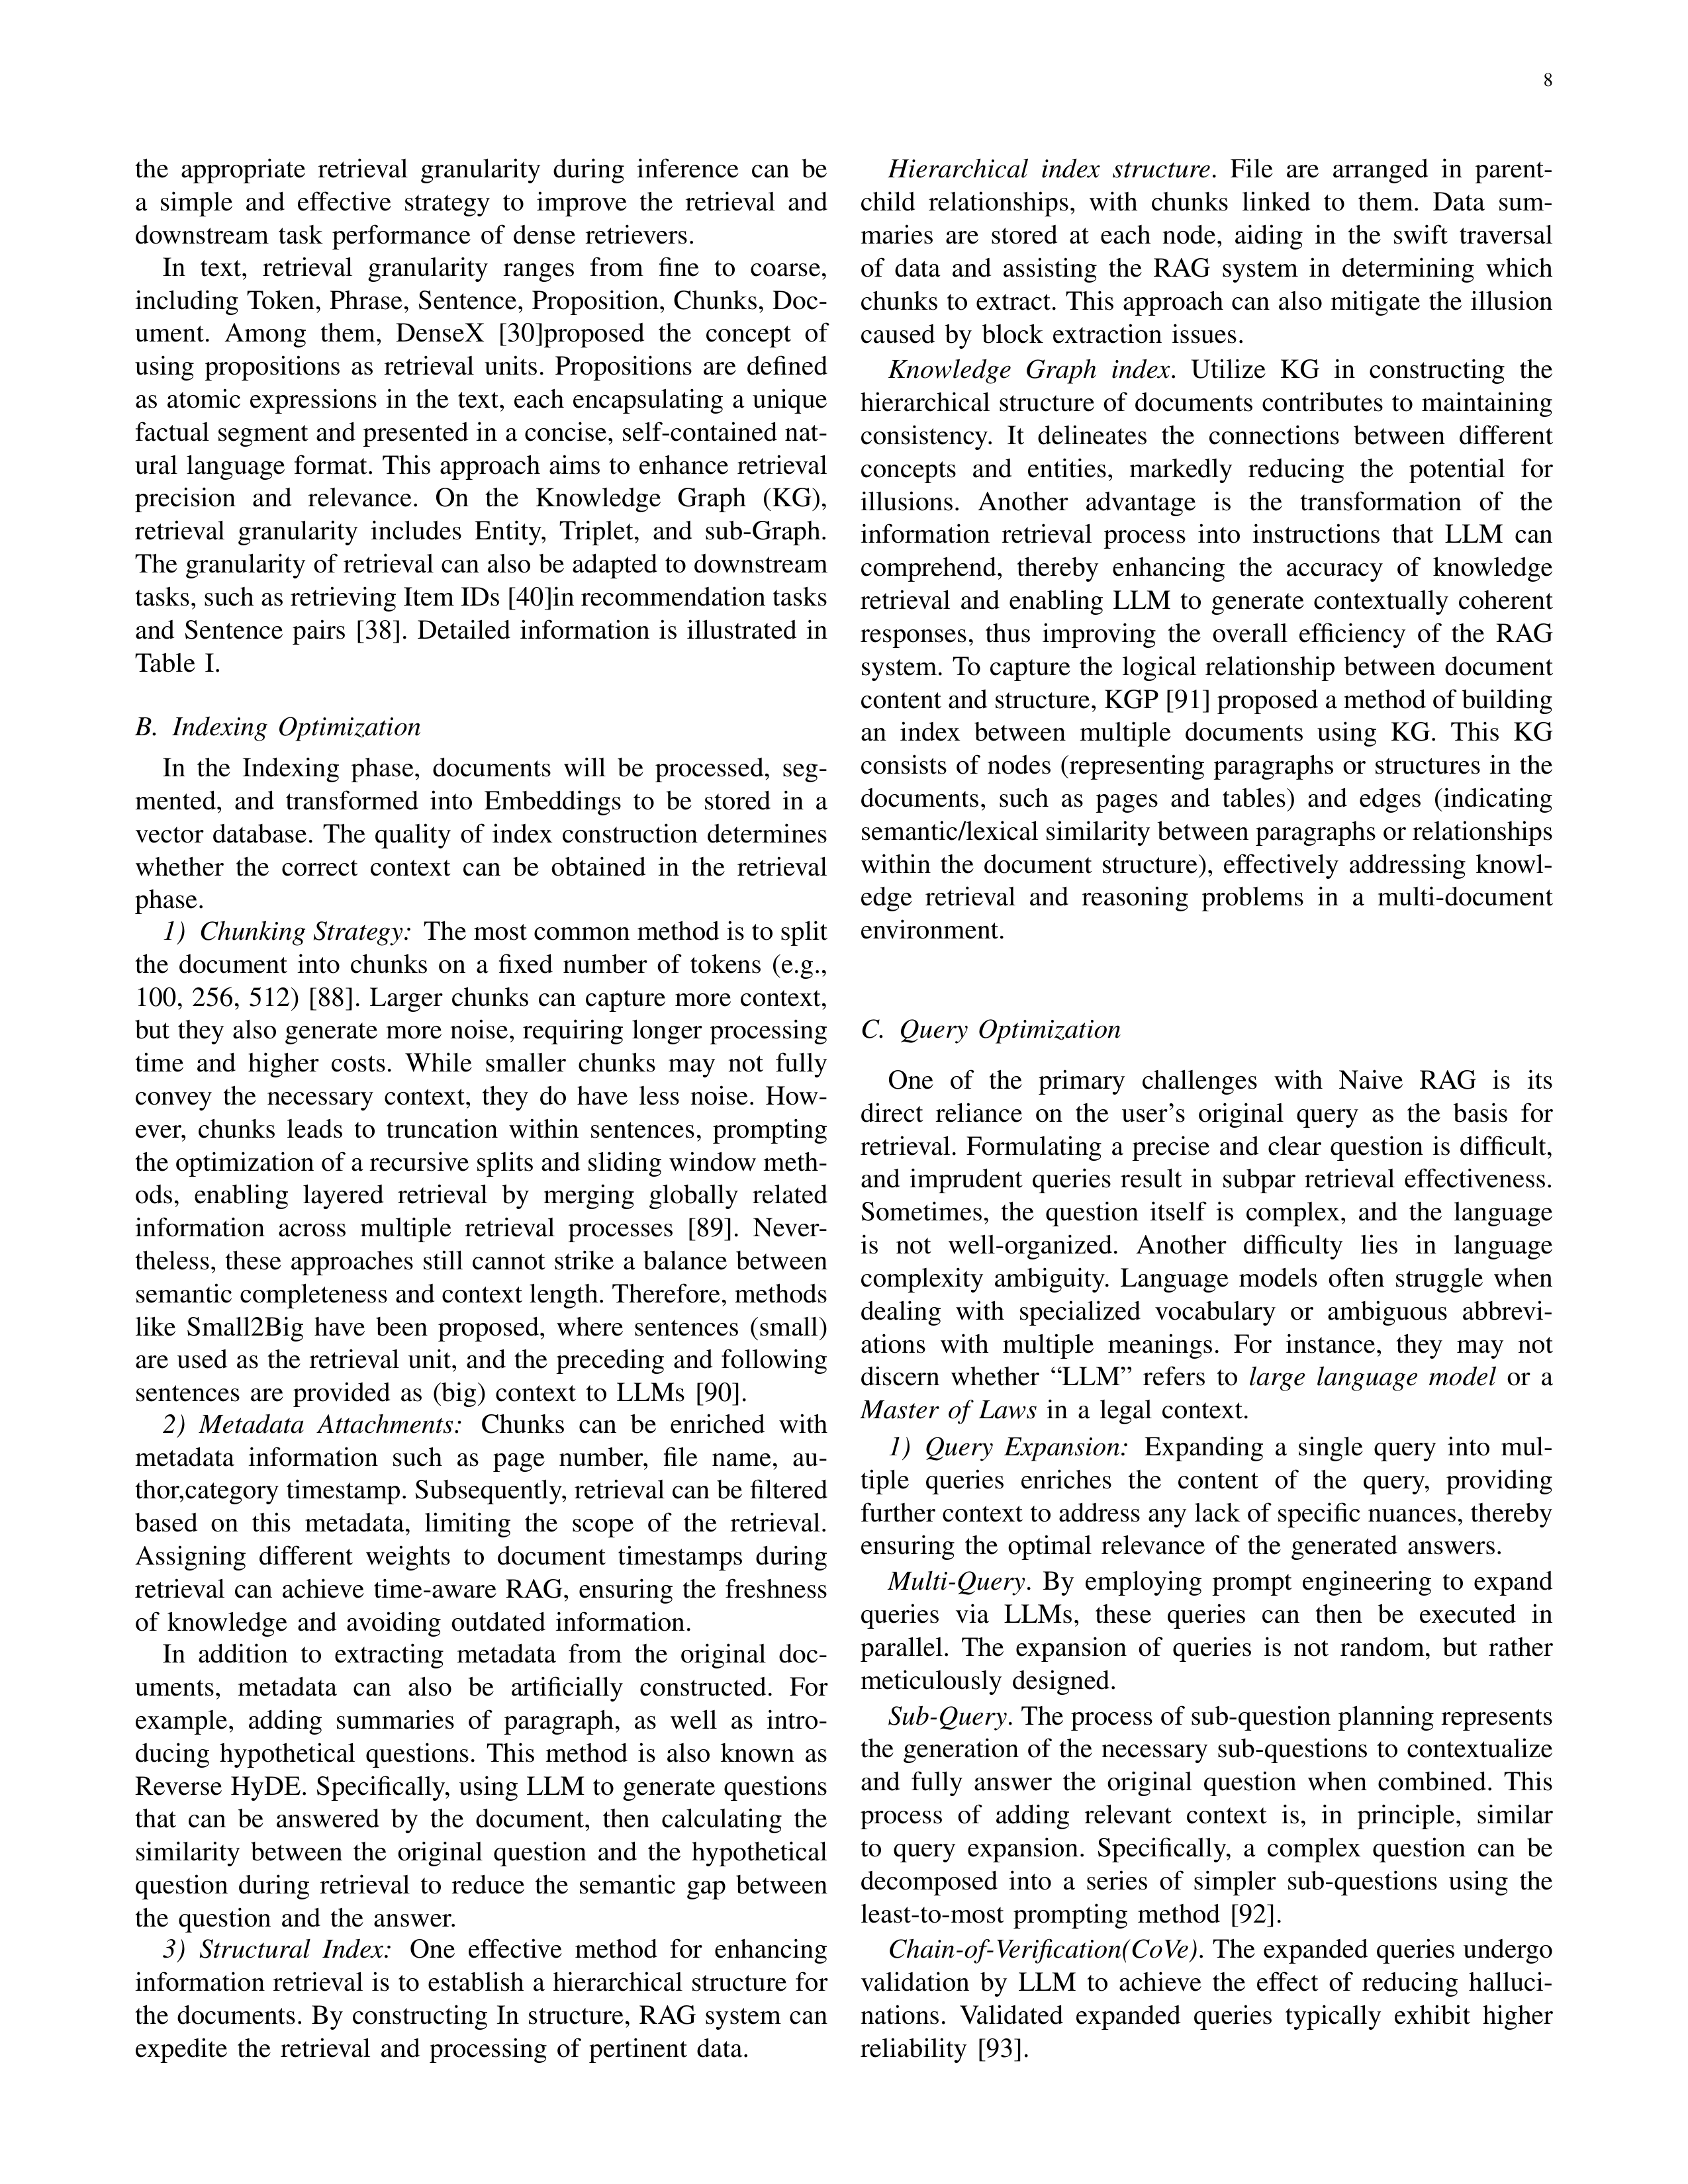 8
the appropriate retrieval granularity during inference can be
a simple and effective strategy to improve the retrieval and
downstream task performance of dense retrievers.
In text, retrieval granularity ranges from fine to coarse,
including Token, Phrase, Sentence, Proposition, Chunks, Doc-
ument. Among them, DenseX [30]proposed the concept of
using propositions as retrieval units. Propositions are defined
as atomic expressions in the text, each encapsulating a unique
factual segment and presented in a concise, self-contained nat-
ural language format. This approach aims to enhance retrieval
precision and relevance. On the Knowledge Graph (KG),
retrieval granularity includes Entity, Triplet, and sub-Graph.
The granularity of retrieval can also be adapted to downstream
tasks, such as retrieving Item IDs [40]in recommendation tasks
and Sentence pairs [38]. Detailed information is illustrated in
Table I.
B. Indexing Optimization
In the Indexing phase, documents will be processed, seg-
mented, and transformed into Embeddings to be stored in a
vector database. The quality of index construction determines
whether the correct context can be obtained in the retrieval
phase.
1) Chunking Strategy: The most common method is to split
the document into chunks on a fixed number of tokens (e.g.,
100, 256, 512) [88]. Larger chunks can capture more context,
but they also generate more noise, requiring longer processing
time and higher costs. While smaller chunks may not fully
convey the necessary context, they do have less noise. How-
ever, chunks leads to truncation within sentences, prompting
the optimization of a recursive splits and sliding window meth-
ods, enabling layered retrieval by merging globally related
information across multiple retrieval processes [89]. Never-
theless, these approaches still cannot strike a balance between
semantic completeness and context length. Therefore, methods
like Small2Big have been proposed, where sentences (small)
are used as the retrieval unit, and the preceding and following
sentences are provided as (big) context to LLMs [90].
2) Metadata Attachments: Chunks can be enriched with
metadata information such as page number, file name, au-
thor,category timestamp. Subsequently, retrieval can be filtered
based on this metadata, limiting the scope of the retrieval.
Assigning different weights to document timestamps during
retrieval can achieve time-aware RAG, ensuring the freshness
of knowledge and avoiding outdated information.
In addition to extracting metadata from the original doc-
uments, metadata can also be artificially constructed. For
example, adding summaries of paragraph, as well as intro-
ducing hypothetical questions. This method is also known as
Reverse HyDE. Specifically, using LLM to generate questions
that can be answered by the document, then calculating the
similarity between the original question and the hypothetical
question during retrieval to reduce the semantic gap between
the question and the answer.
3) Structural Index: One effective method for enhancing
information retrieval is to establish a hierarchical structure for
the documents. By constructing In structure, RAG system can
expedite the retrieval and processing of pertinent data.
Hierarchical index structure. File are arranged in parent-
child relationships, with chunks linked to them. Data sum-
maries are stored at each node, aiding in the swift traversal
of data and assisting the RAG system in determining which
chunks to extract. This approach can also mitigate the illusion
caused by block extraction issues.
Knowledge Graph index. Utilize KG in constructing the
hierarchical structure of documents contributes to maintaining
consistency. It delineates the connections between different
concepts and entities, markedly reducing the potential for
illusions. Another advantage is the transformation of the
information retrieval process into instructions that LLM can
comprehend, thereby enhancing the accuracy of knowledge
retrieval and enabling LLM to generate contextually coherent
responses, thus improving the overall efficiency of the RAG
system. To capture the logical relationship between document
content and structure, KGP [91] proposed a method of building
an index between multiple documents using KG. This KG
consists of nodes (representing paragraphs or structures in the
documents, such as pages and tables) and edges (indicating
semantic/lexical similarity between paragraphs or relationships
within the document structure), effectively addressing knowl-
edge retrieval and reasoning problems in a multi-document
environment.
C. Query Optimization
One of the primary challenges with Naive RAG is its
direct reliance on the user's original query as the basis for
retrieval. Formulating a precise and clear question is difficult,
and imprudent queries result in subpar retrieval effectiveness.
Sometimes, the question itself is complex, and the language
is not well-organized. Another difficulty lies in language
complexity ambiguity. Language models often struggle when
dealing with specialized vocabulary or ambiguous abbrevi-
ations with multiple meanings. For instance, they may not
discern whether “LLM” refers to large language model or a
Master of Laws in a legal context.
1) Query Expansion: Expanding a single query into mul-
tiple queries enriches the content of the query, providing
further context to address any lack of specific nuances, thereby
ensuring the optimal relevance of the generated answers.
Multi-Query. By employing prompt engineering to expand
queries via LLMs, these queries can then be executed in
parallel. The expansion of queries is not random, but rather
meticulously designed.
Sub-Query. The process of sub-question planning represents
the generation of the necessary sub-questions to contextualize
and fully answer the original question when combined. This
process of adding relevant context is, in principle, similar
to query expansion. Specifically, a complex question can be
decomposed into a series of simpler sub-questions using the
least-to-most prompting method [92].
Chain-of-Verification(CoVe). The expanded queries undergo
validation by LLM to achieve the effect of reducing halluci-
nations. Validated expanded queries typically exhibit higher
reliability [93].